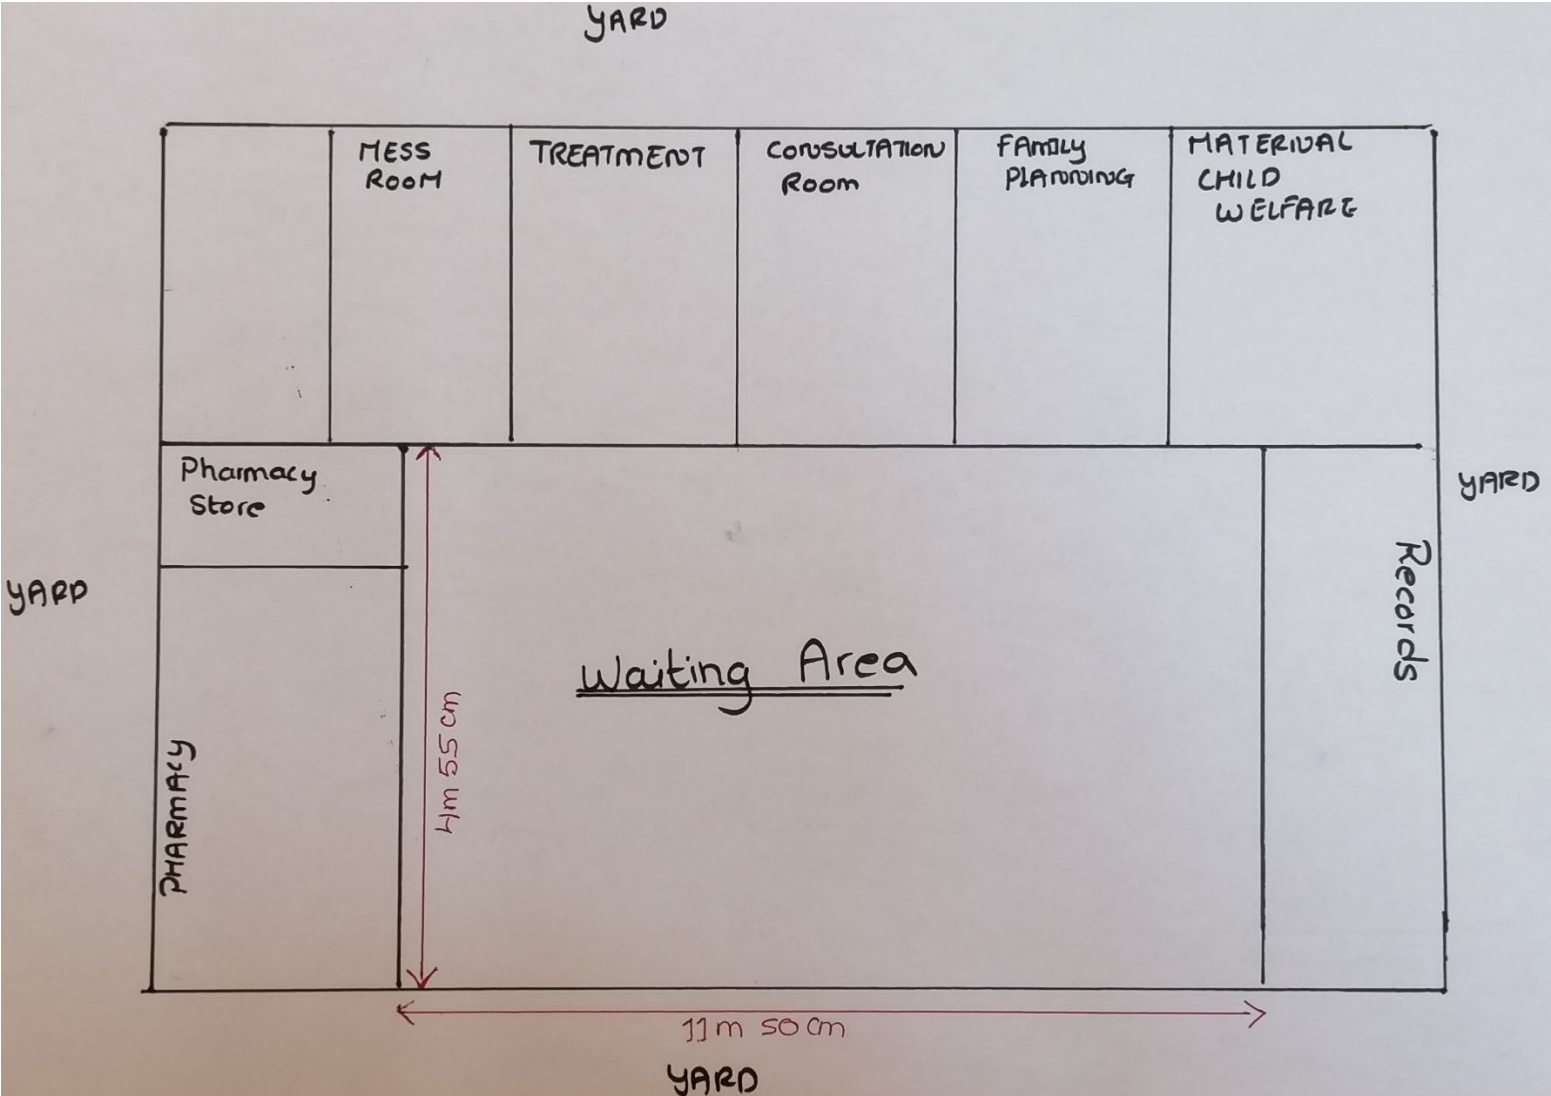 YARD
MESS
ROOM
TREATMENT
CONSULTATION
ROOM
FAMILY
PLANNING
MATERIVAL
CHILD
WELFARE
Pharmacy
Store
YARD
YARD
Records
Waiting Area
4m 55 cm
PHARMACY
11m 50 cm
YARD